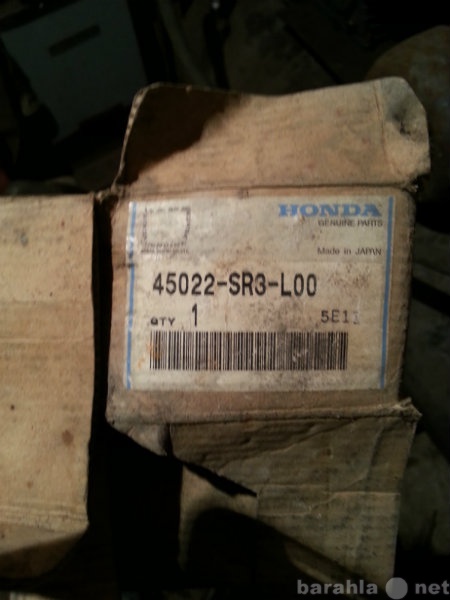 HONDA
GENUINE PARTS
Made in JAPAN
45022-SR3-L00
QTY 1 5E11
barahla.net